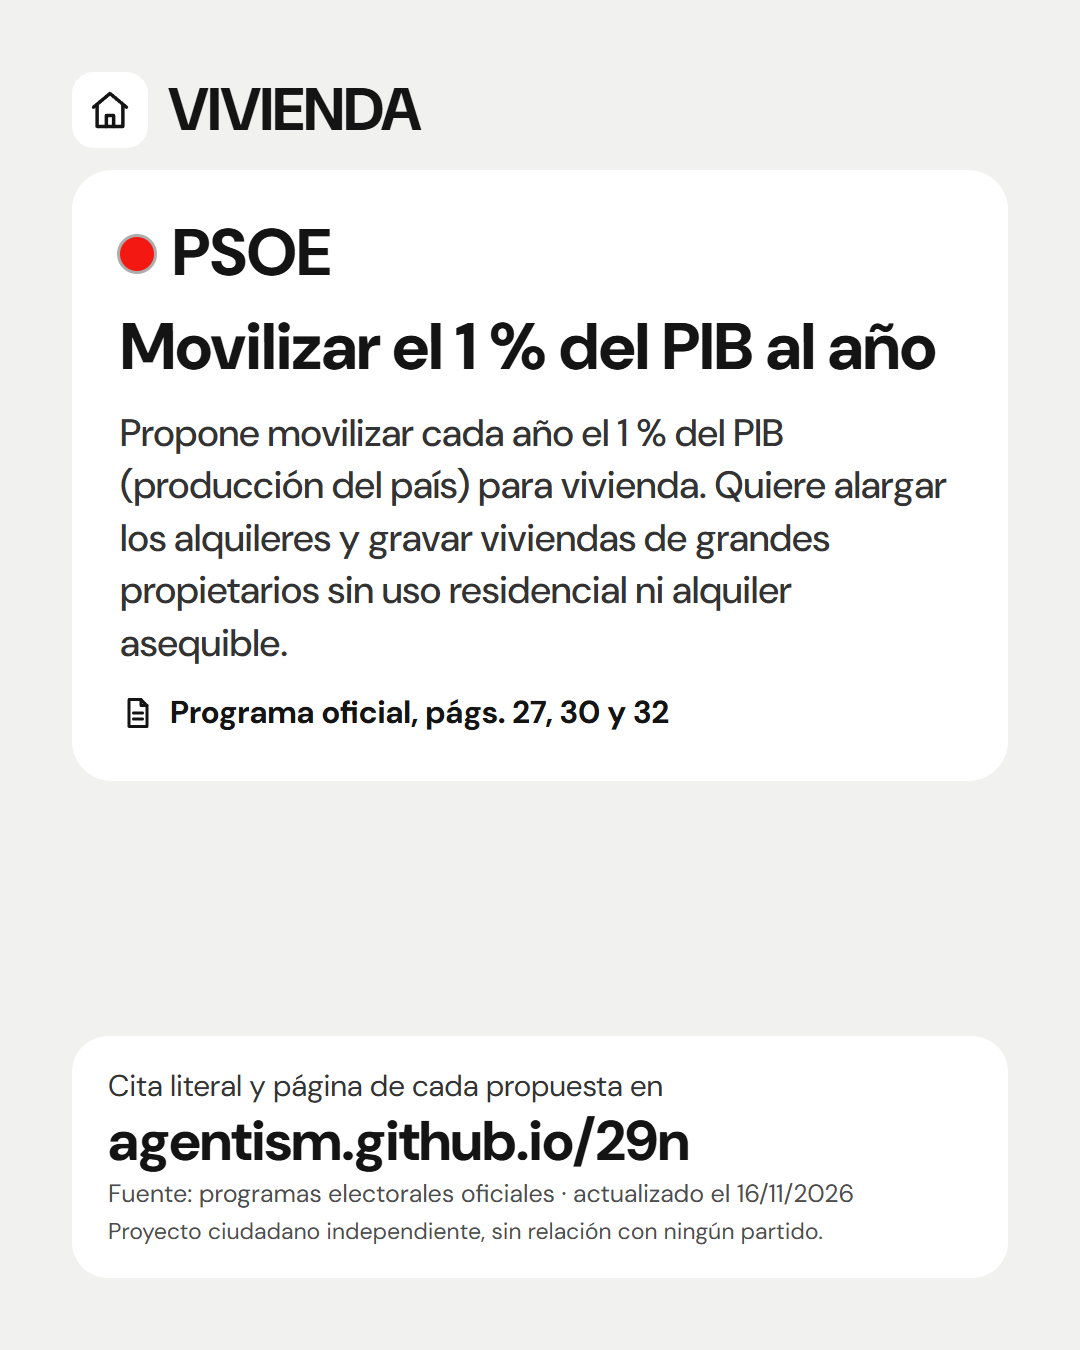 VIVIENDA
PSOE
Movilizar el 1 % del PIB al año
Propone movilizar cada año el 1 % del PIB
(producción del país) para vivienda. Quiere alargar
los alquileres y gravar viviendas de grandes
propietarios sin uso residencial ni alquiler
asequible.
Programa oficial, págs. 27, 30 y 32
Cita literal y página de cada propuesta en
agentism.github.io/29n
Fuente: programas electorales oficiales · actualizado el 16/11/2026
Proyecto ciudadano independiente, sin relación con ningún partido.